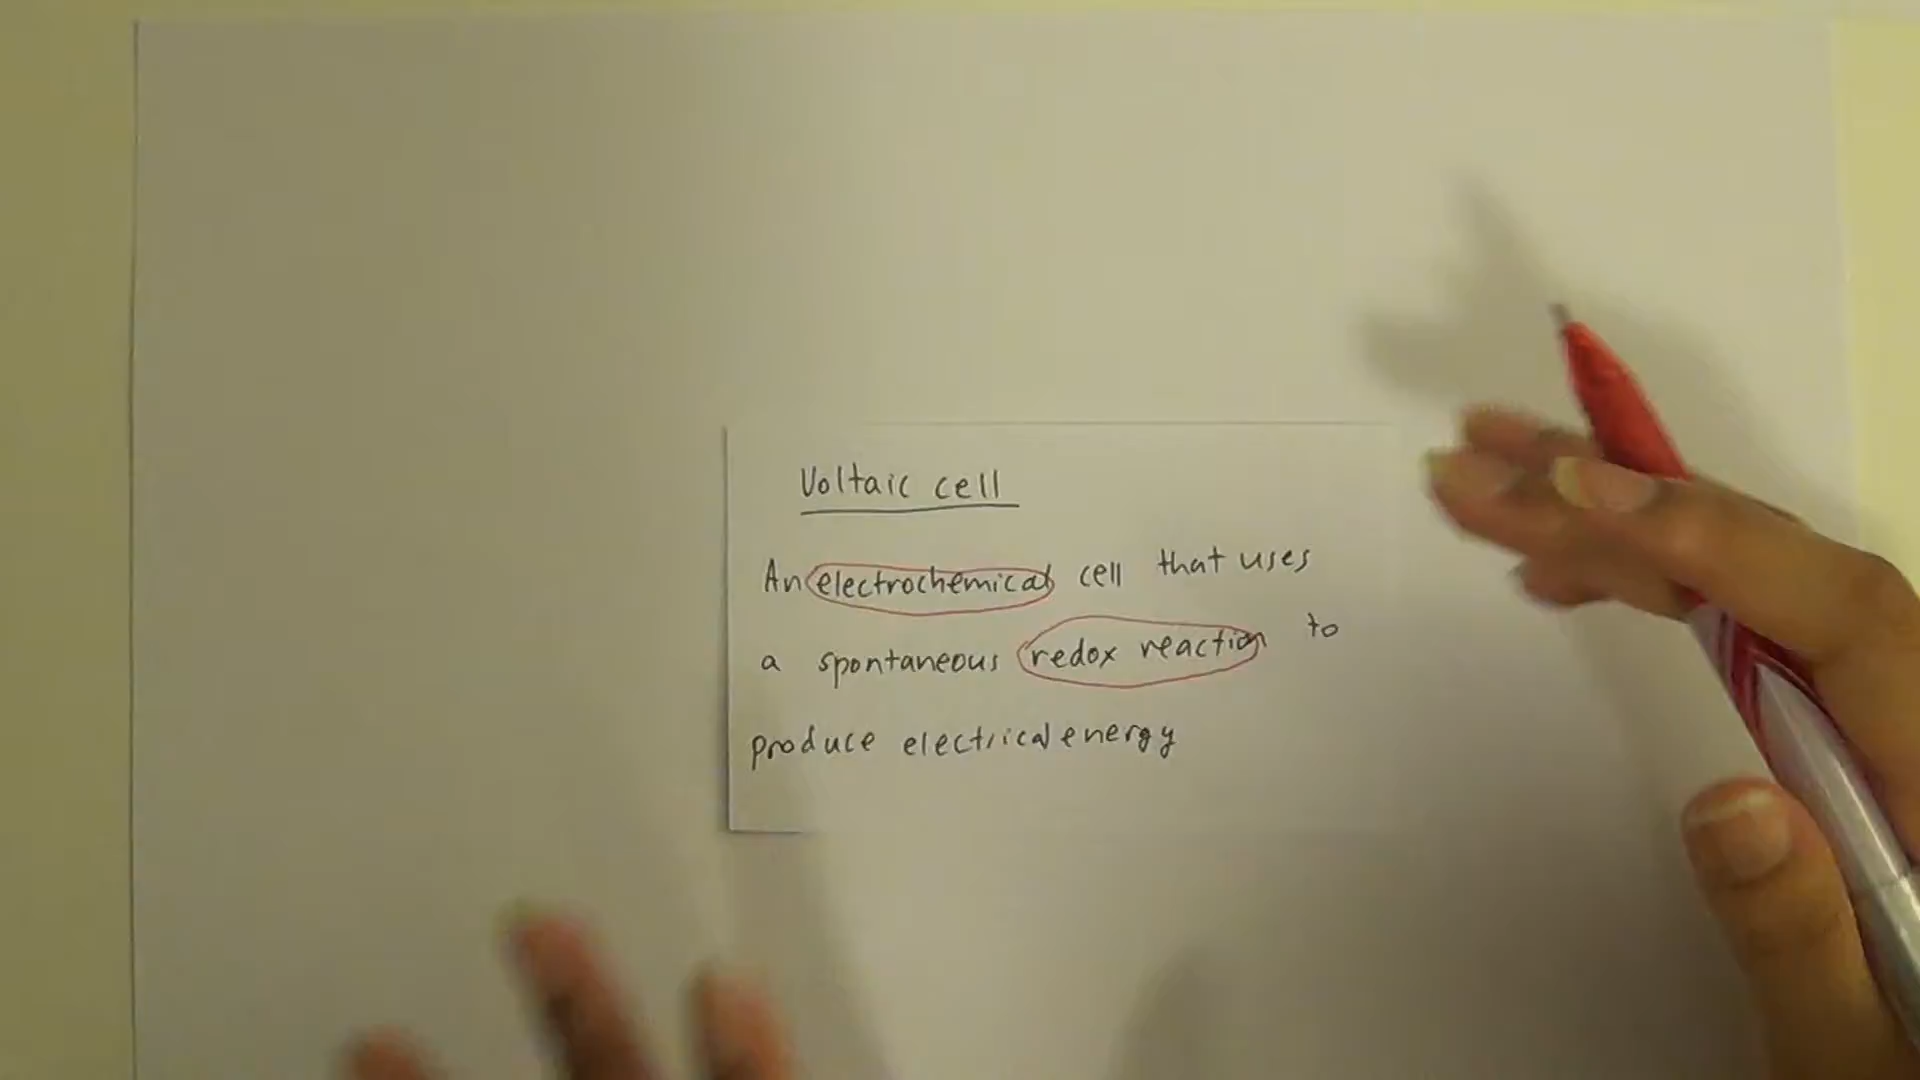 Voltaic cell
An electrochemical cell that uses
a spontaneous redox reaction to
produce electrical energy